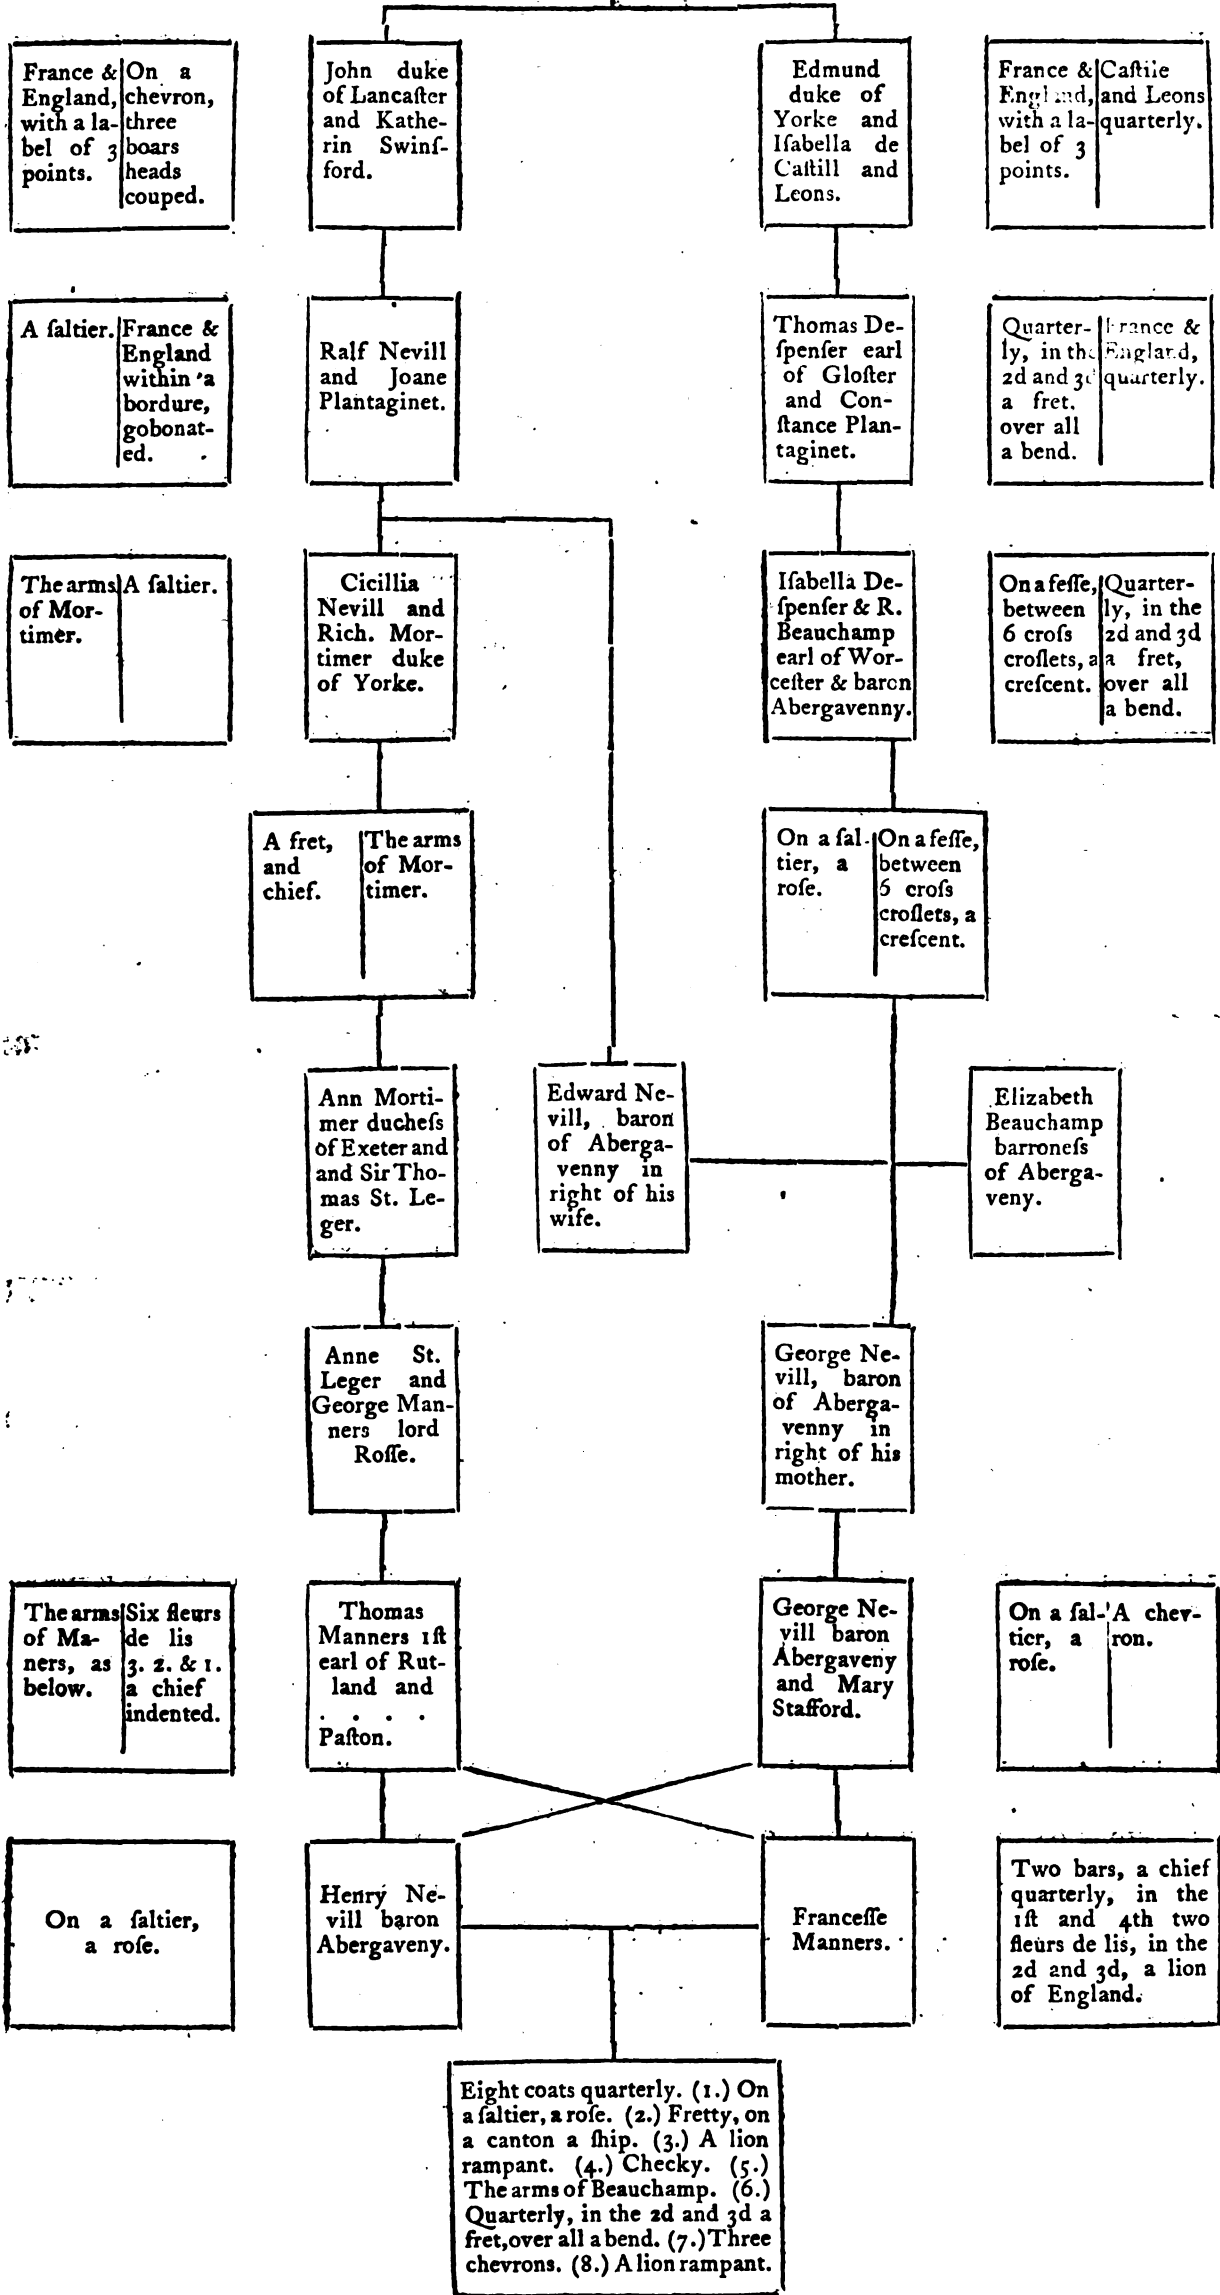 France &
England,
with a la-
bel of 3
points.
On a
chevron,
three
boars
heads
couped.
John duke
of Lancaſter
and Kathe-
rin Swinſ-
ford.
Edmund
duke of
Yorke and
Iſabella de
Caſtill and
Leons.
France &
England,
with a la-
bel of 3
points.
Caſtile
and Leons
quarterly.
A ſaltier.
France &
England
within a
bordure,
gobonat-
ed.
Ralf Nevill
and Joane
Plantaginet.
Thomas De-
ſpenſer earl
of Gloſter
and Con-
ſtance Plan-
taginet.
Quarter-
ly, in the
2d and 3d
a fret.
over all
a bend.
France &
England,
quarterly.
The arms
of Mor-
timer.
A ſaltier.
Cicillia
Nevill and
Rich. Mor-
timer duke
of Yorke.
Iſabella De-
ſpenſer & R.
Beauchamp
earl of Wor-
ceſter & baron
Abergavenny.
On a feſſe,
between
6 croſs
croſlets, a
creſcent.
Quarter-
ly, in the
2d and 3d
a fret,
over all
a bend.
A fret,
and
chief.
The arms
of Mor-
timer.
On a ſal-
tier, a
roſe.
On a feſſe,
between
6 croſs
croſlets, a
creſcent.
Ann Morti-
mer ducheſs
of Exeter and
and Sir Tho-
mas St. Le-
ger.
Edward Ne-
vill, baron
of Aberga-
venny in
right of his
wife.
Elizabeth
Beauchamp
barroneſs
of Aberga-
veny.
Anne St.
Leger and
George Man-
ners lord
Roſſe.
George Ne-
vill, baron
of Aberga-
venny in
right of his
mother.
The arms
of Ma-
ners, as
below.
Six fleurs
de lis
3. 2. & 1.
a chief
indented.
Thomas
Manners 1ſt
earl of Rut-
land and
. . . .
Paſton.
George Ne-
vill baron
Abergaveny
and Mary
Stafford.
On a ſal-
tier, a
roſe.
A chev-
ron.
On a ſaltier,
a roſe.
Henry Ne-
vill baron
Abergaveny.
Franceſſe
Manners.
Two bars, a chief
quarterly, in the
1ſt and 4th two
fleurs de lis, in the
2d and 3d, a lion
of England.
Eight coats quarterly. (1.) On
a ſaltier, a roſe. (2.) Fretty, on
a canton a ſhip. (3.) A lion
rampant. (4.) Checky. (5.)
The arms of Beauchamp. (6.)
Quarterly, in the 2d and 3d a
fret, over all a bend. (7.) Three
chevrons. (8.) A lion rampant.